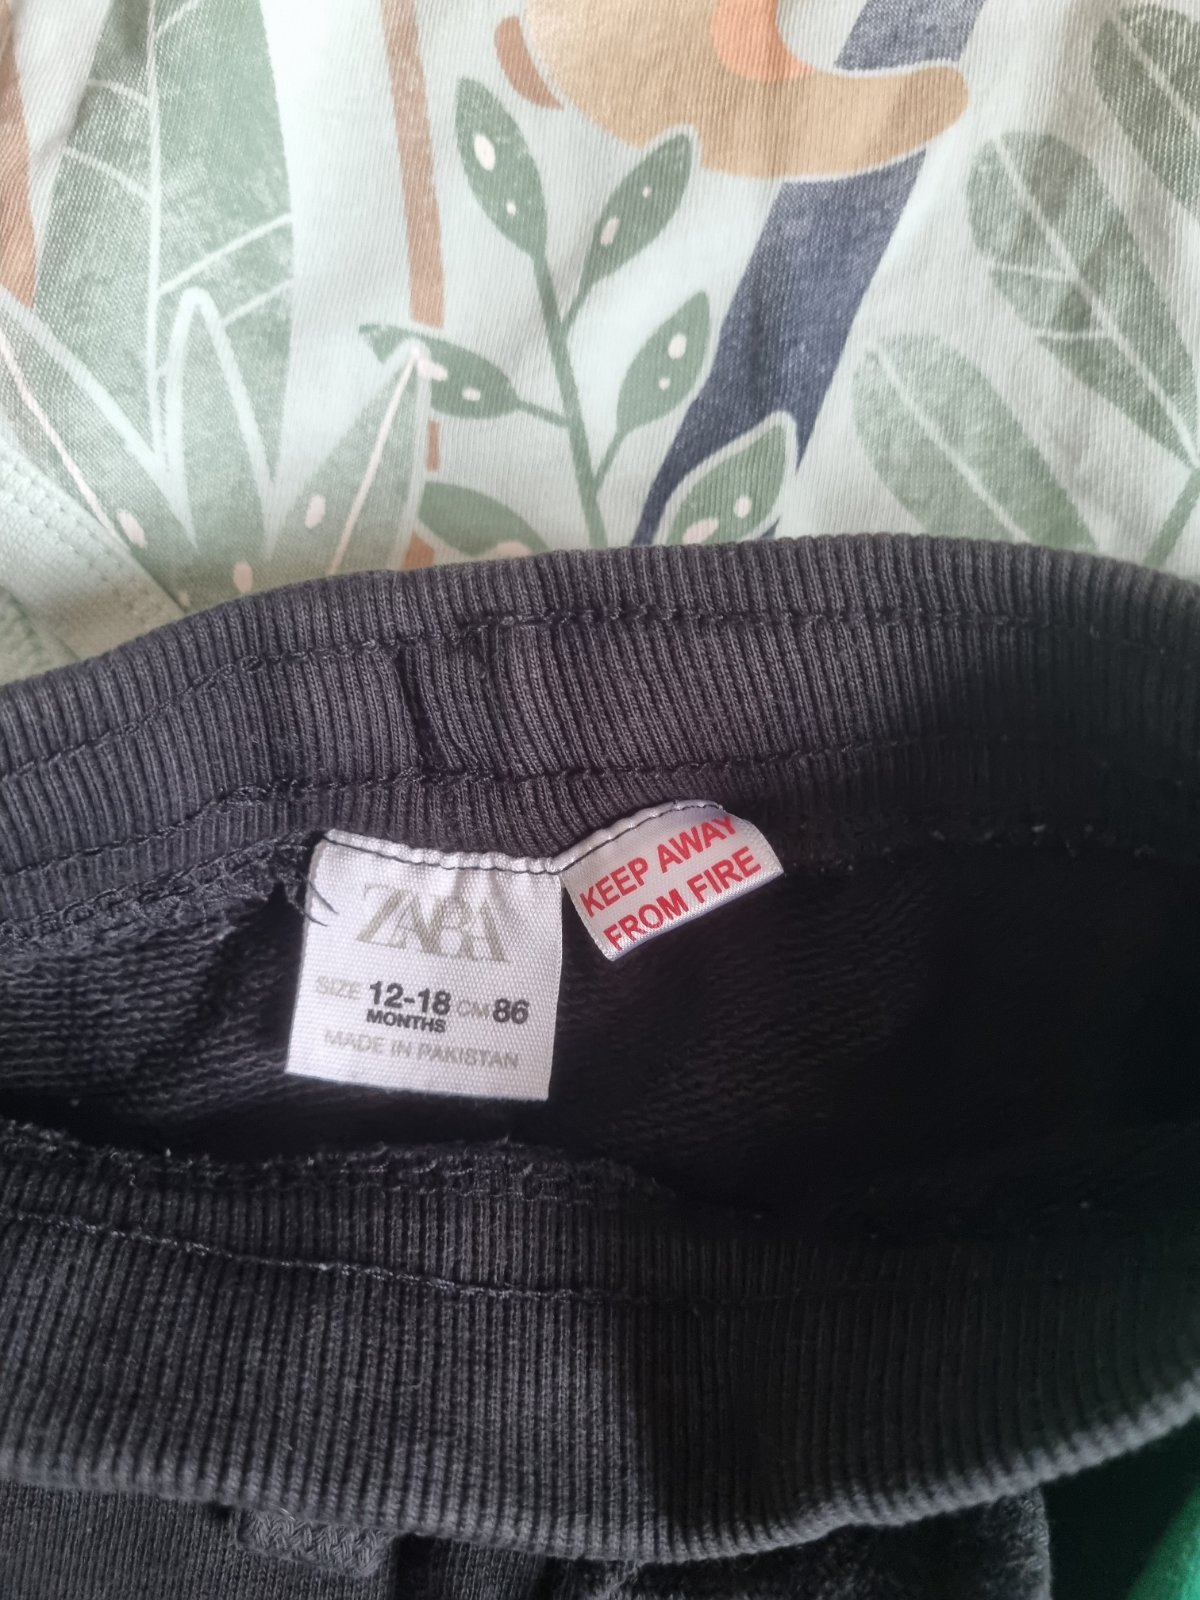 ZARA
SIZE 12-18 CM 86
MONTHS
MADE IN PAKISTAN
KEEP AWAY
FROM FIRE